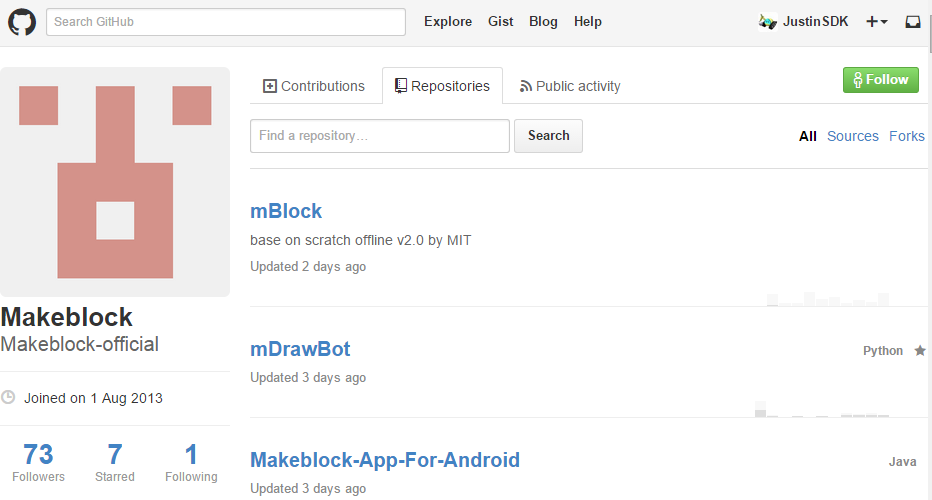 Search GitHub Explore Gist Blog Help JustinSDK
Contributions Repositories Public activity Follow
Find a repository... Search All Sources Forks
mBlock
base on scratch offline v2.0 by MIT
Updated 2 days ago
Makeblock
Makeblock-official
Joined on 1 Aug 2013
73 7 1
Followers Starred Following
mDrawBot Python
Updated 3 days ago
Makeblock-App-For-Android Java
Updated 3 days ago